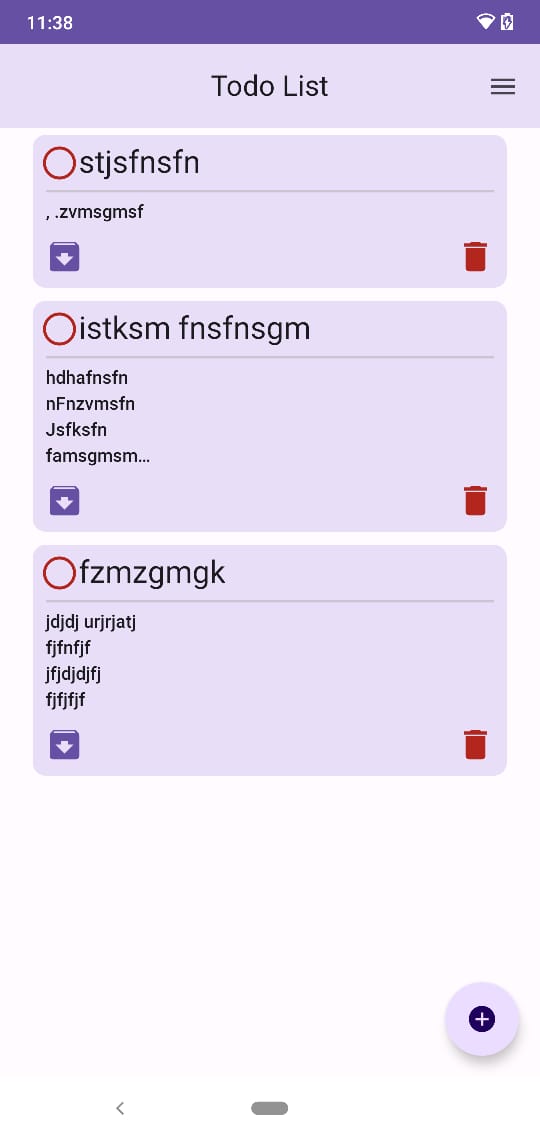 11:38
Todo List
stjsfnsfn
, .zvmsgmsf
istksm fnsfnsgm
hdhafnsfn
nFnzvmsfn
Jsfksfn
famsgmsm...
fzmzgmgk
jdjdj urjrjatj
fjfnfjf
jfjdjdjfj
fjfjfjf